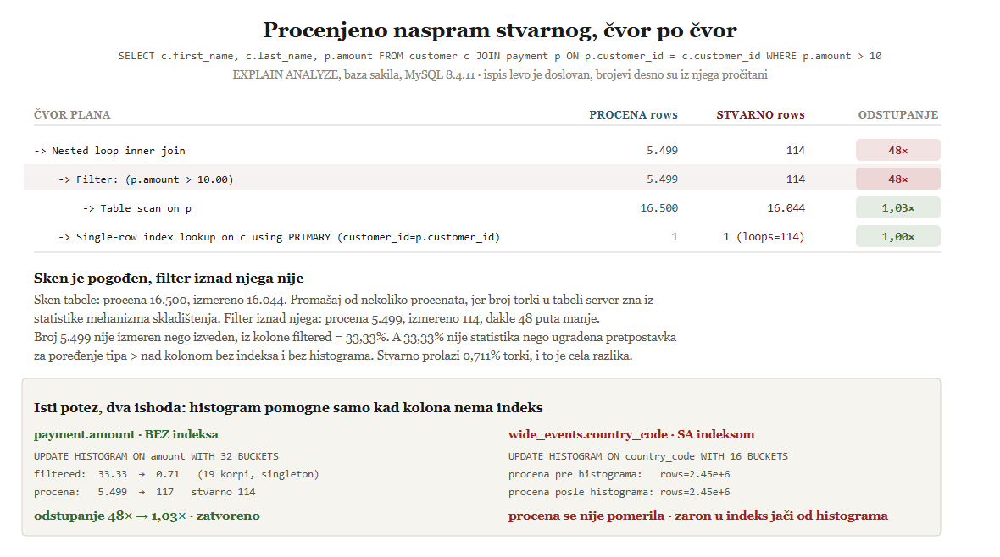 Procenjeno naspram stvarnog, čvor po čvor
SELECT c.first_name, c.last_name, p.amount FROM customer c JOIN payment p ON p.customer_id = c.customer_id WHERE p.amount > 10
EXPLAIN ANALYZE, baza sakila, MySQL 8.4.11 · ispis levo je doslovan, brojevi desno su iz njega pročitani
ČVOR PLANA PROCENA rows STVARNO rows ODSTUPANJE
-> Nested loop inner join 5.499 114 48×
-> Filter: (p.amount > 10.00) 5.499 114 48×
-> Table scan on p 16.500 16.044 1,03×
-> Single-row index lookup on c using PRIMARY (customer_id=p.customer_id) 1 1 (loops=114) 1,00×
Sken je pogođen, filter iznad njega nije
Sken tabele: procena 16.500, izmereno 16.044. Promašaj od nekoliko procenata, jer broj torki u tabeli server zna iz
statistike mehanizma skladištenja. Filter iznad njega: procena 5.499, izmereno 114, dakle 48 puta manje.
Broj 5.499 nije izmeren nego izveden, iz kolone filtered = 33,33%. A 33,33% nije statistika nego ugrađena pretpostavka
za poređenje tipa > nad kolonom bez indeksa i bez histograma. Stvarno prolazi 0,711% torki, i to je cela razlika.
Isti potez, dva ishoda: histogram pomogne samo kad kolona nema indeks
payment.amount · BEZ indeksa
UPDATE HISTOGRAM ON amount WITH 32 BUCKETS
filtered: 33.33 → 0.71 (19 korpi, singleton)
procena: 5.499 → 117 stvarno 114
odstupanje 48× → 1,03× · zatvoreno
wide_events.country_code · SA indeksom
UPDATE HISTOGRAM ON country_code WITH 16 BUCKETS
procena pre histograma: rows=2.45e+6
procena posle histograma: rows=2.45e+6
procena se nije pomerila · zaron u indeks jači od histograma